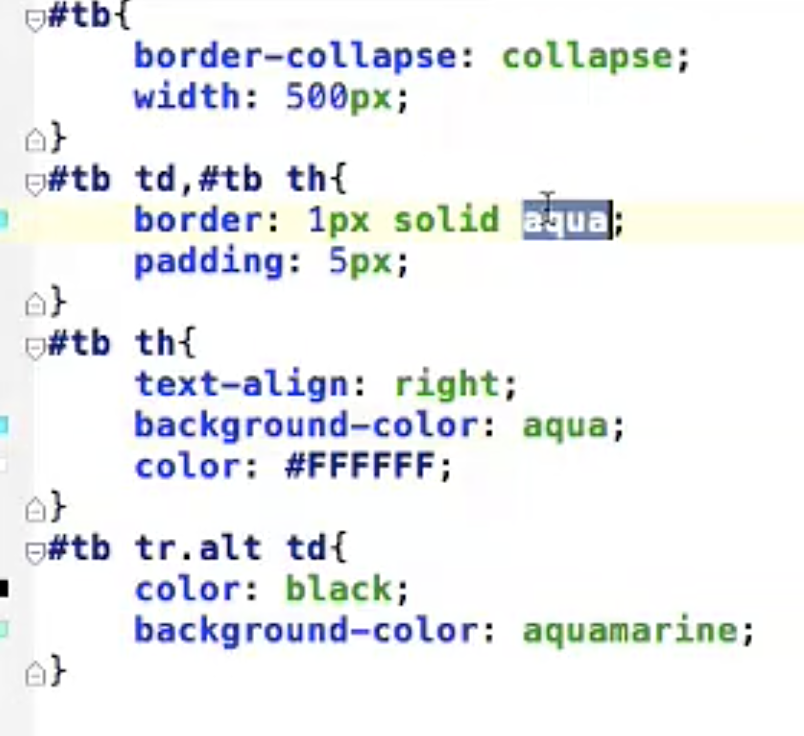 #tb{
border-collapse: collapse;
width: 500px;
}
#tb td,#tb th{
border: 1px solid aqua;
padding: 5px;
}
#tb th{
text-align: right;
background-color: aqua;
color: #FFFFFF;
}
#tb tr.alt td{
color: black;
background-color: aquamarine;
}